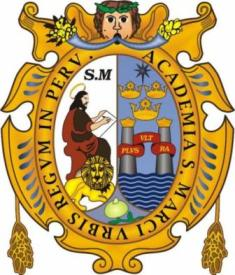 ACADEMIA S MARCI VRBIS REGVM IN PERV .
S.M
PLVS VLT RA